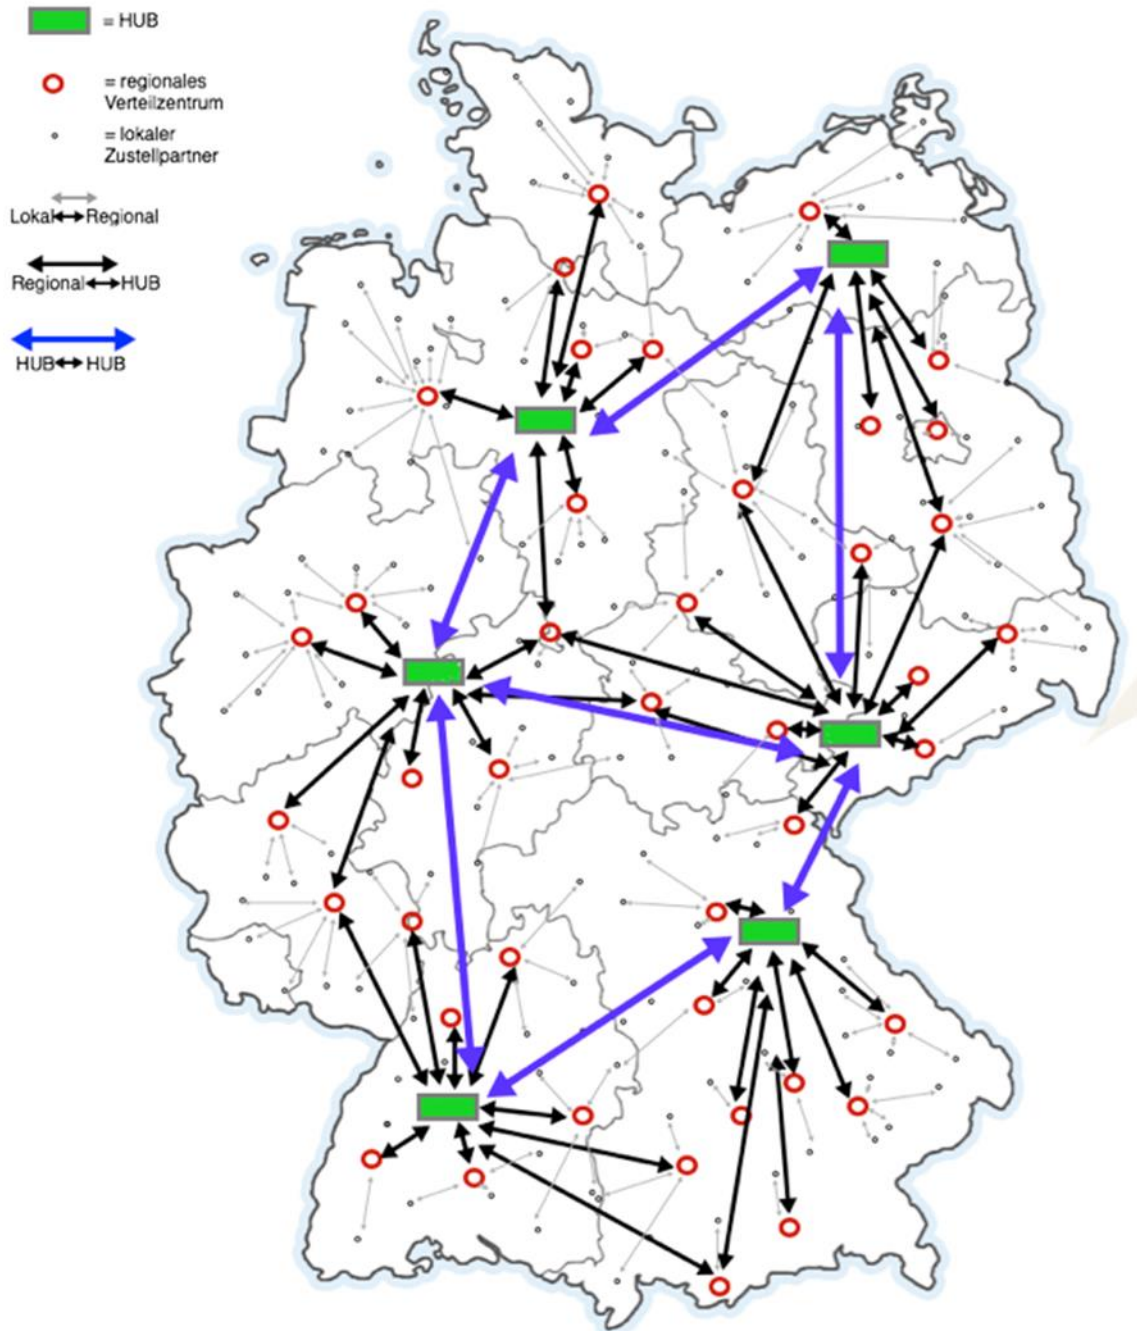 = HUB
= regionales
Verteilzentrum
= lokaler
Zustellpartner
Lokal Regional
Regional HUB
HUB HUB